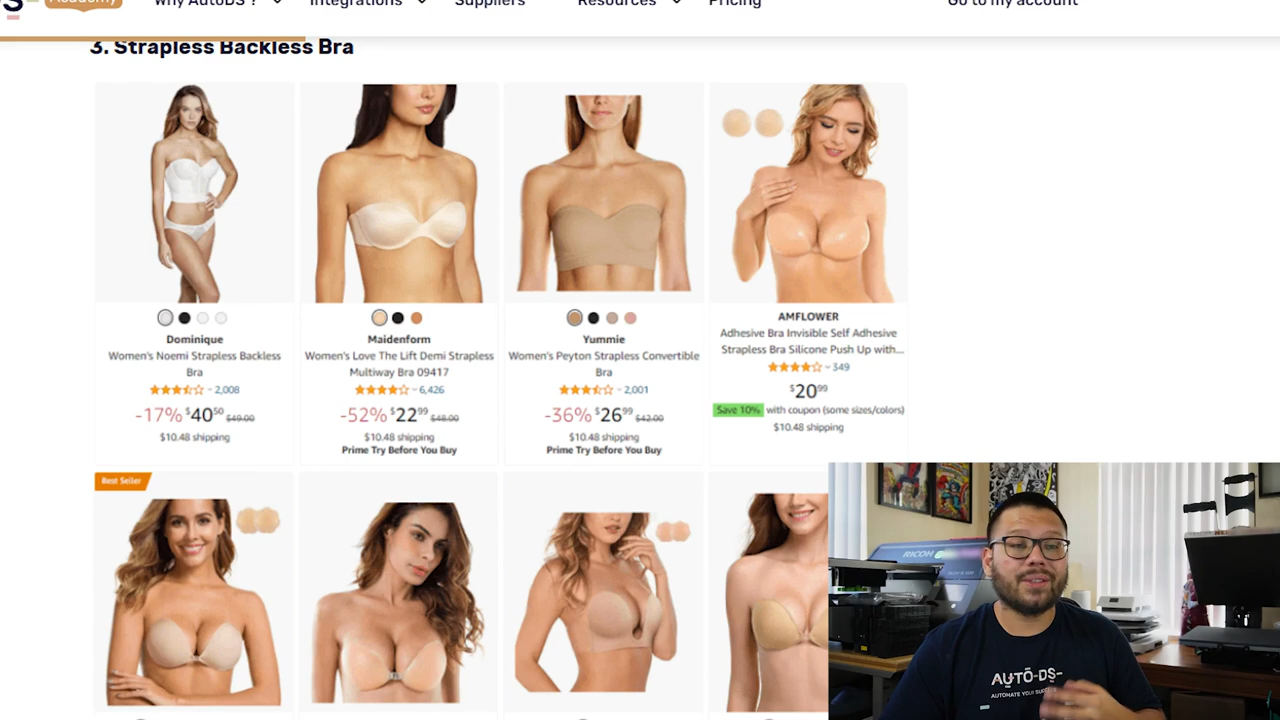 Academy
Why AutoDS ?
Integrations
Suppliers
Resources
Pricing
Go to my account
3. Strapless Backless Bra
Dominique
Women's Noemi Strapless Backless
Bra
2,008
-17% $40 50 $49.00
$10.48 shipping
Maidenform
Women's Love The Lift Demi Strapless
Multiway Bra 09417
6,426
-52% $22 99 $48.00
$10.48 shipping
Prime Try Before You Buy
Yummie
Women's Peyton Strapless Convertible
Bra
2,001
-36% $26 99 $42.00
$10.48 shipping
Prime Try Before You Buy
AMFLOWER
Adhesive Bra Invisible Self Adhesive
Strapless Bra Silicone Push Up with...
349
$20 99
Save 10% with coupon (some sizes/colors)
$10.48 shipping
Best Seller
RICOH
AUTO-DS-
AUTOMATE YOUR